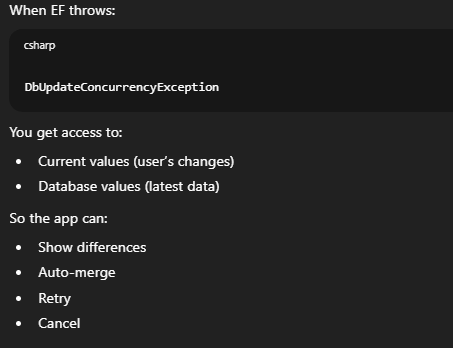 When EF throws:
csharp
DbUpdateConcurrencyException
You get access to:
• Current values (user's changes)
• Database values (latest data)
So the app can:
• Show differences
• Auto-merge
• Retry
• Cancel